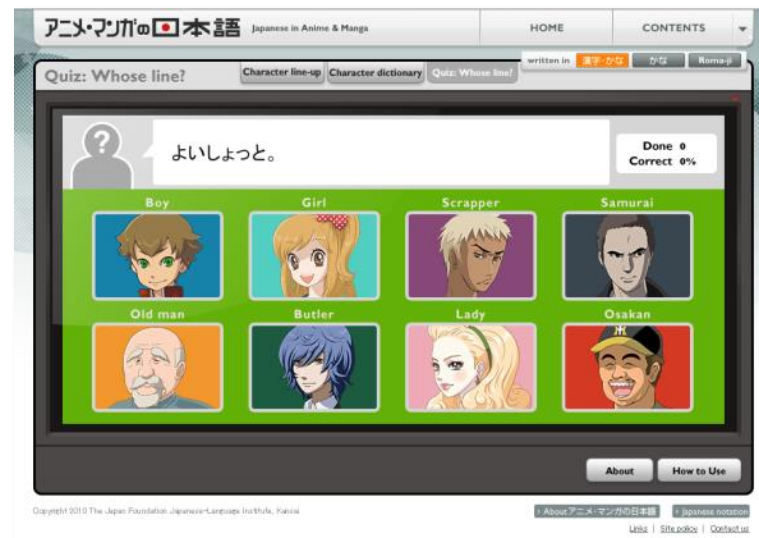 アニメ・マンガの日本語 Japanese in Anime & Manga HOME CONTENTS
written in 漢字・かな かな Roma-ji
Quiz: Whose line? Character line-up Character dictionary Quiz: Whose line?
?
よいしょっと。
Done 0
Correct 0%
Boy Girl Scrapper Samurai
Old man Butler Lady Osakan
About How to Use
Copyright 2010 The Japan Foundation Japanese-Language Institute, Kansai
About アニメ・マンガの日本語 Japanese notation
Links | Site policy | Contact us